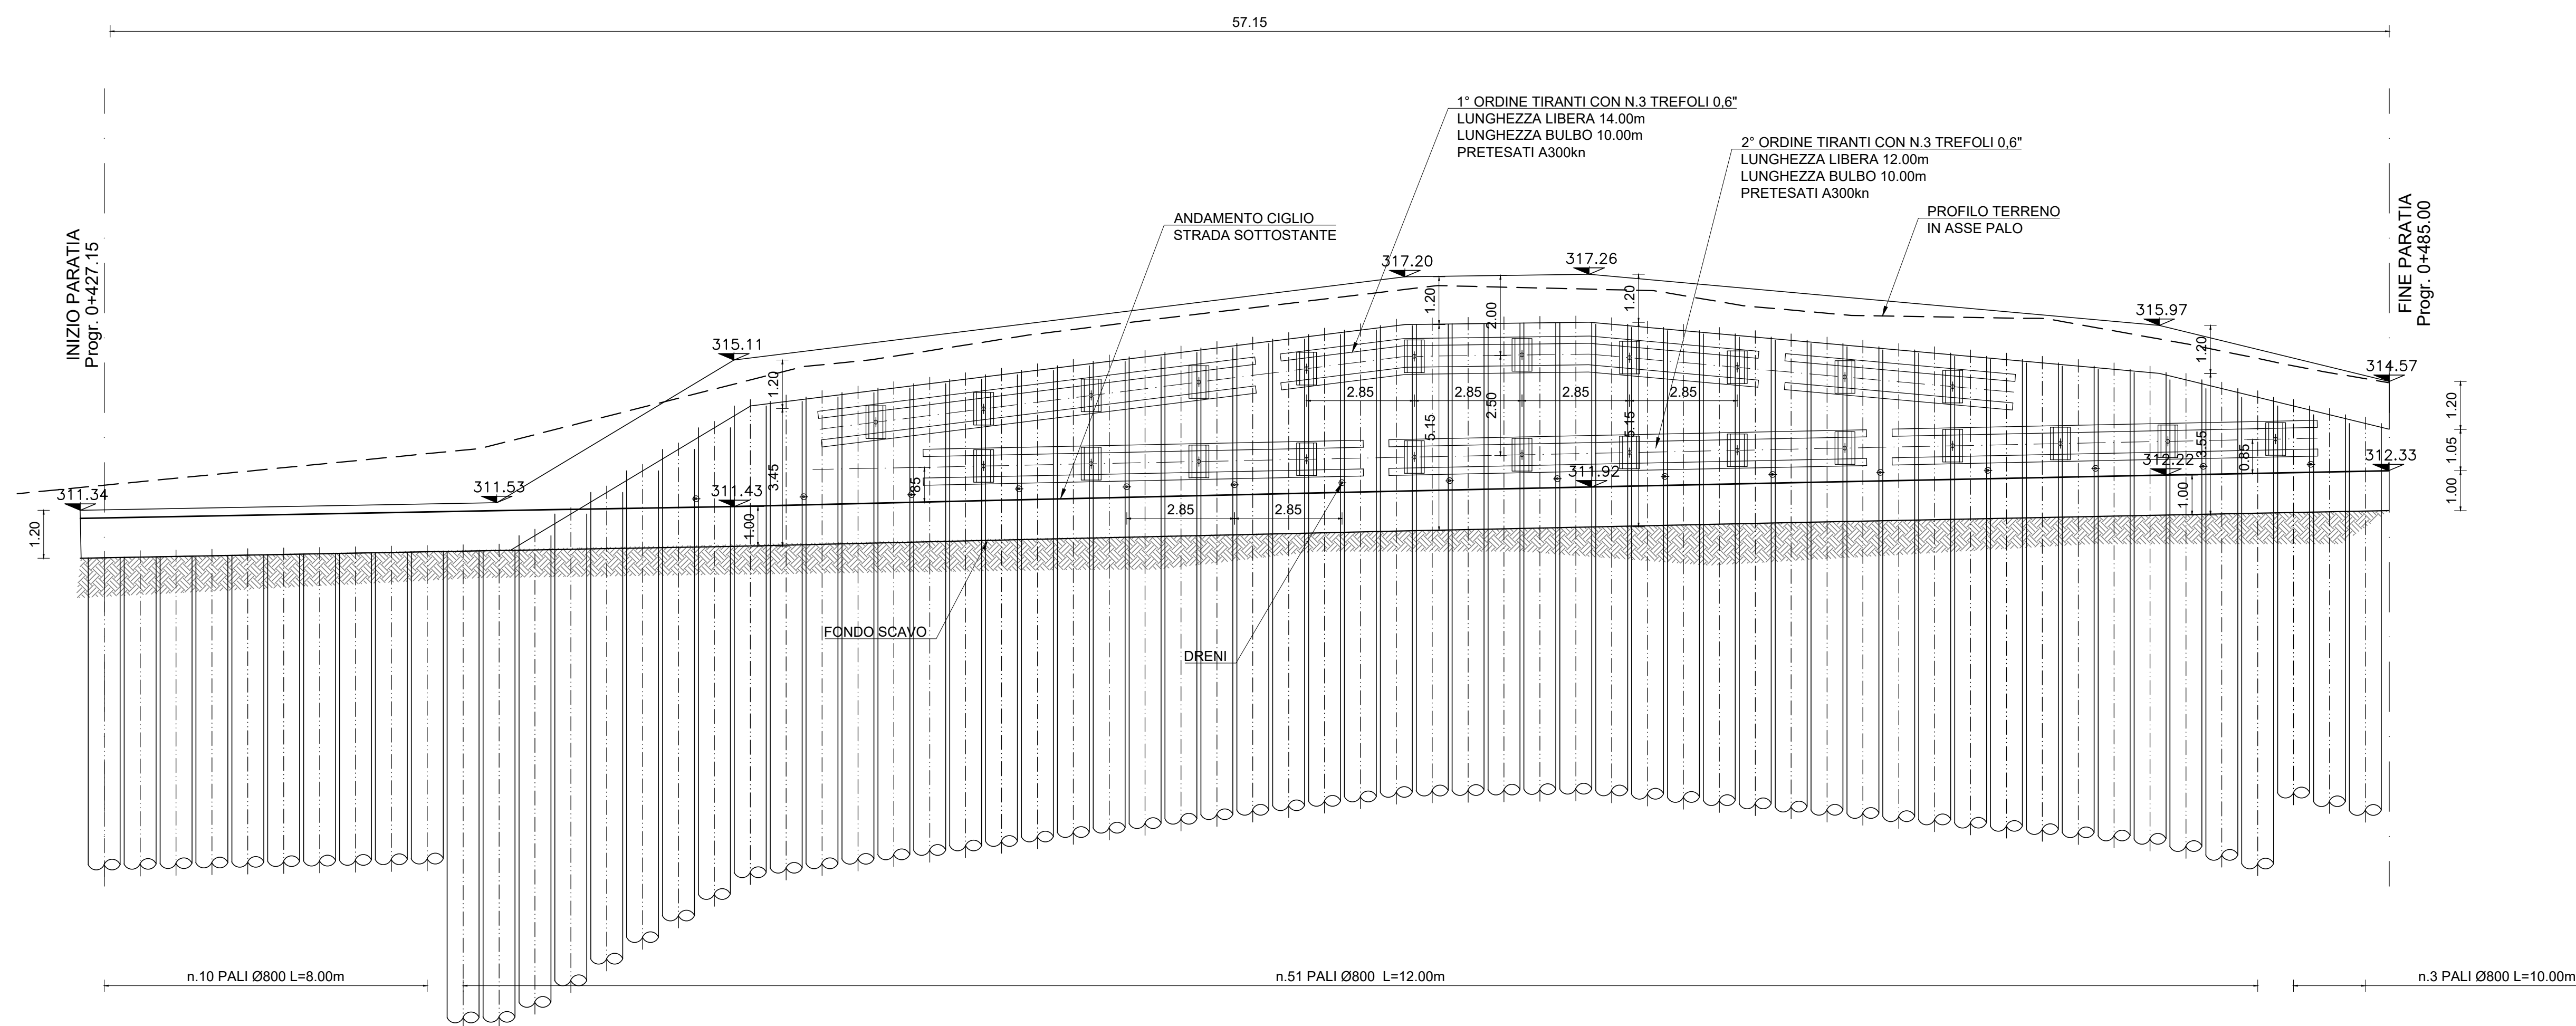 57.15
1° ORDINE TIRANTI CON N.3 TREFOLI 0,6"
LUNGHEZZA LIBERA 14.00m
LUNGHEZZA BULBO 10.00m
PRETESATI A300kn
2° ORDINE TIRANTI CON N.3 TREFOLI 0,6"
LUNGHEZZA LIBERA 12.00m
LUNGHEZZA BULBO 10.00m
PRETESATI A300kn
ANDAMENTO CIGLIO
STRADA SOTTOSTANTE
PROFILO TERRENO
IN ASSE PALO
INIZIO PARATIA
Progr. 0+427.15
FINE PARATIA
Progr. 0+485.00
317.20
317.26
315.11
315.97
314.57
1.20
1.20
2.00
1.20
1.20
1.20
2.85
2.85
2.85
2.85
2.50
5.15
5.15
3.45
3.55
0.85
1.05
85
311.34
311.53
311.43
311.92
312.22
312.33
1.20
1.00
2.85
2.85
1.00
1.00
FONDO SCAVO
DRENI
n.10 PALI Ø800 L=8.00m
n.51 PALI Ø800 L=12.00m
n.3 PALI Ø800 L=10.00m